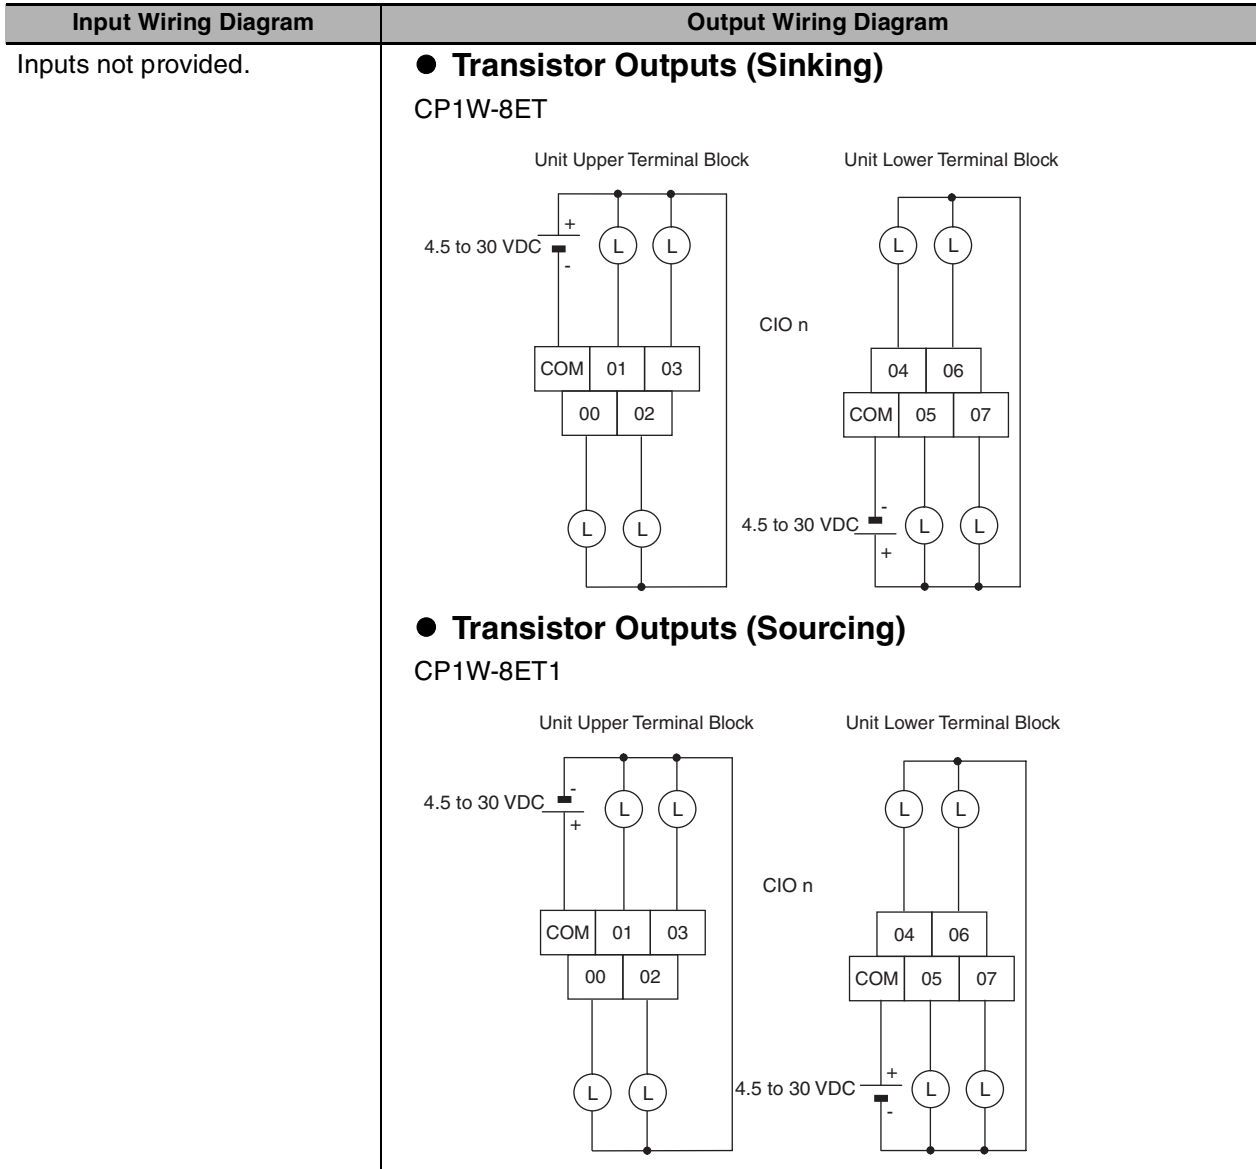 Input Wiring Diagram
Output Wiring Diagram
Inputs not provided.
● Transistor Outputs (Sinking)
CP1W-8ET
Unit Upper Terminal Block
Unit Lower Terminal Block
+
4.5 to 30 VDC
-
L L
L L
CIO n
COM 01 03
00 02
04 06
COM 05 07
L L
-
4.5 to 30 VDC
+
L L
● Transistor Outputs (Sourcing)
CP1W-8ET1
Unit Upper Terminal Block
Unit Lower Terminal Block
-
4.5 to 30 VDC
+
L L
L L
CIO n
COM 01 03
00 02
04 06
COM 05 07
L L
+
4.5 to 30 VDC
-
L L